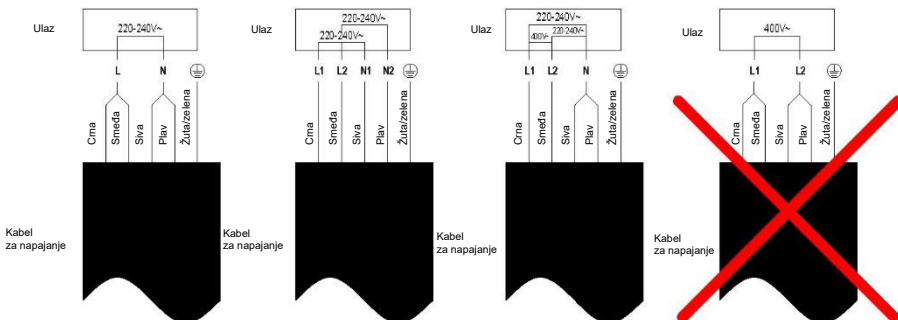 Ulaz
220-240V~
L N
Crna
Smeđa
Siva
Plav
Žuta/zelena
Kabel
za napajanje
Ulaz
220-240V~
220-240V~
L1 L2 N1 N2
Crna
Smeđa
Siva
Plav
Žuta/zelena
Kabel
za napajanje
Ulaz
220-240V~
400V~ 220-240V~
L1 L2 N
Crna
Smeđa
Siva
Plav
Žuta/zelena
Kabel
za napajanje
Ulaz
400V~
L1 L2
Crna
Smeđa
Siva
Plav
Žuta/zelena
Kabel
za napajanje